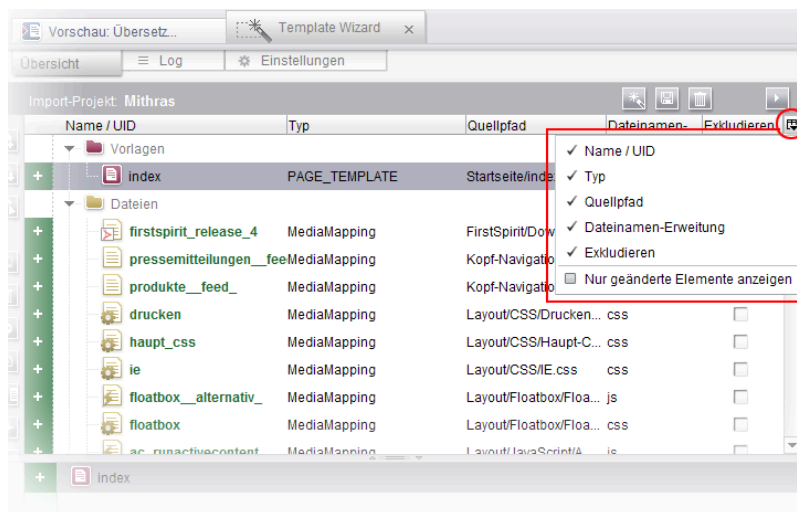 Vorschau: Übersetz...
Template Wizard
Übersicht
Log
Einstellungen
Import-Projekt: Mithras
Name / UID Typ Quellpfad Dateinamen- Exkludieren
Vorlagen
index PAGE_TEMPLATE Startseite/inde
Dateien
firstspirit_release_4 MediaMapping FirstSpirit/Dow
pressemitteilungen__fee MediaMapping Kopf-Navigatio
produkte__feed_ MediaMapping Kopf-Navigatio
drucken MediaMapping Layout/CSS/Drucken... css
haupt_css MediaMapping Layout/CSS/Haupt-C... css
ie MediaMapping Layout/CSS/IE.css css
floatbox__alternativ_ MediaMapping Layout/Floatbox/Floa... js
floatbox MediaMapping Layout/Floatbox/Floa... css
ac_runactivecontent MediaMapping Layout/JavaScript/A... js
Name / UID
Typ
Quellpfad
Dateinamen-Erweitung
Exkludieren
Nur geänderte Elemente anzeigen
index